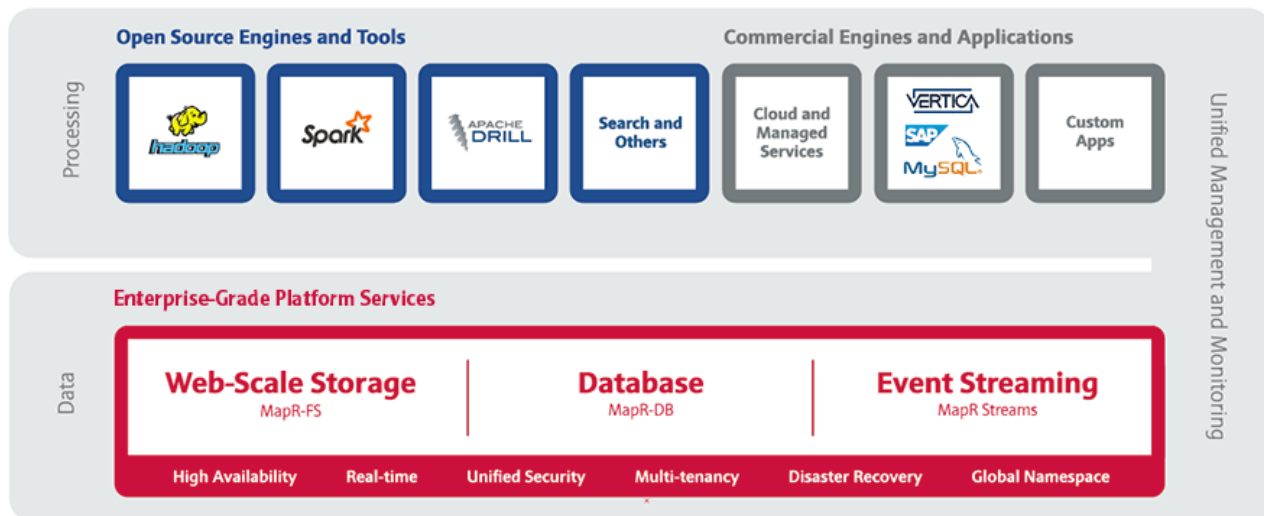 Open Source Engines and Tools
Commercial Engines and Applications
Processing
hadoop
Spark
APACHE
DRILL
Search and
Others
Cloud and
Managed
Services
VERTICA
SAP
MySQL
Custom
Apps
Unified Management and Monitoring
Enterprise-Grade Platform Services
Data
Web-Scale Storage
MapR-FS
Database
MapR-DB
Event Streaming
MapR Streams
High Availability
Real-time
Unified Security
Multi-tenancy
Disaster Recovery
Global Namespace